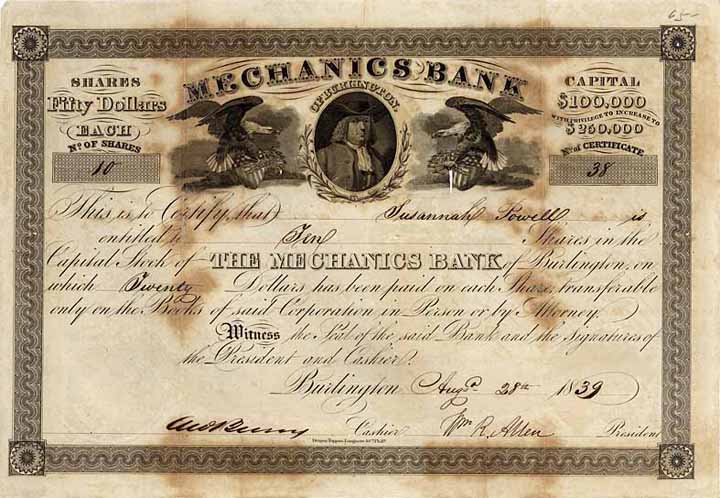 65-
MECHANICS BANK
OF BURLINGTON.
SHARES
Fifty Dollars
EACH
No. OF SHARES
10
CAPITAL
$100,000
WITH PRIVILEGE TO INCREASE TO
$250,000
No. of CERTIFICATE
38
This is to Certify, that Susannah Powell is
entitled to Ten Shares in the
Capital Stock of THE MECHANICS BANK of Burlington, on
which Twenty Dollars has been paid on each Share, transferable
only on the Books of said Corporation in Person or by Attorney.
Witness the Seal of the said Bank and the Signatures of
the President and Cashier.
Burlington Aug. 28th 1839
Cashier Wm R. Allen President